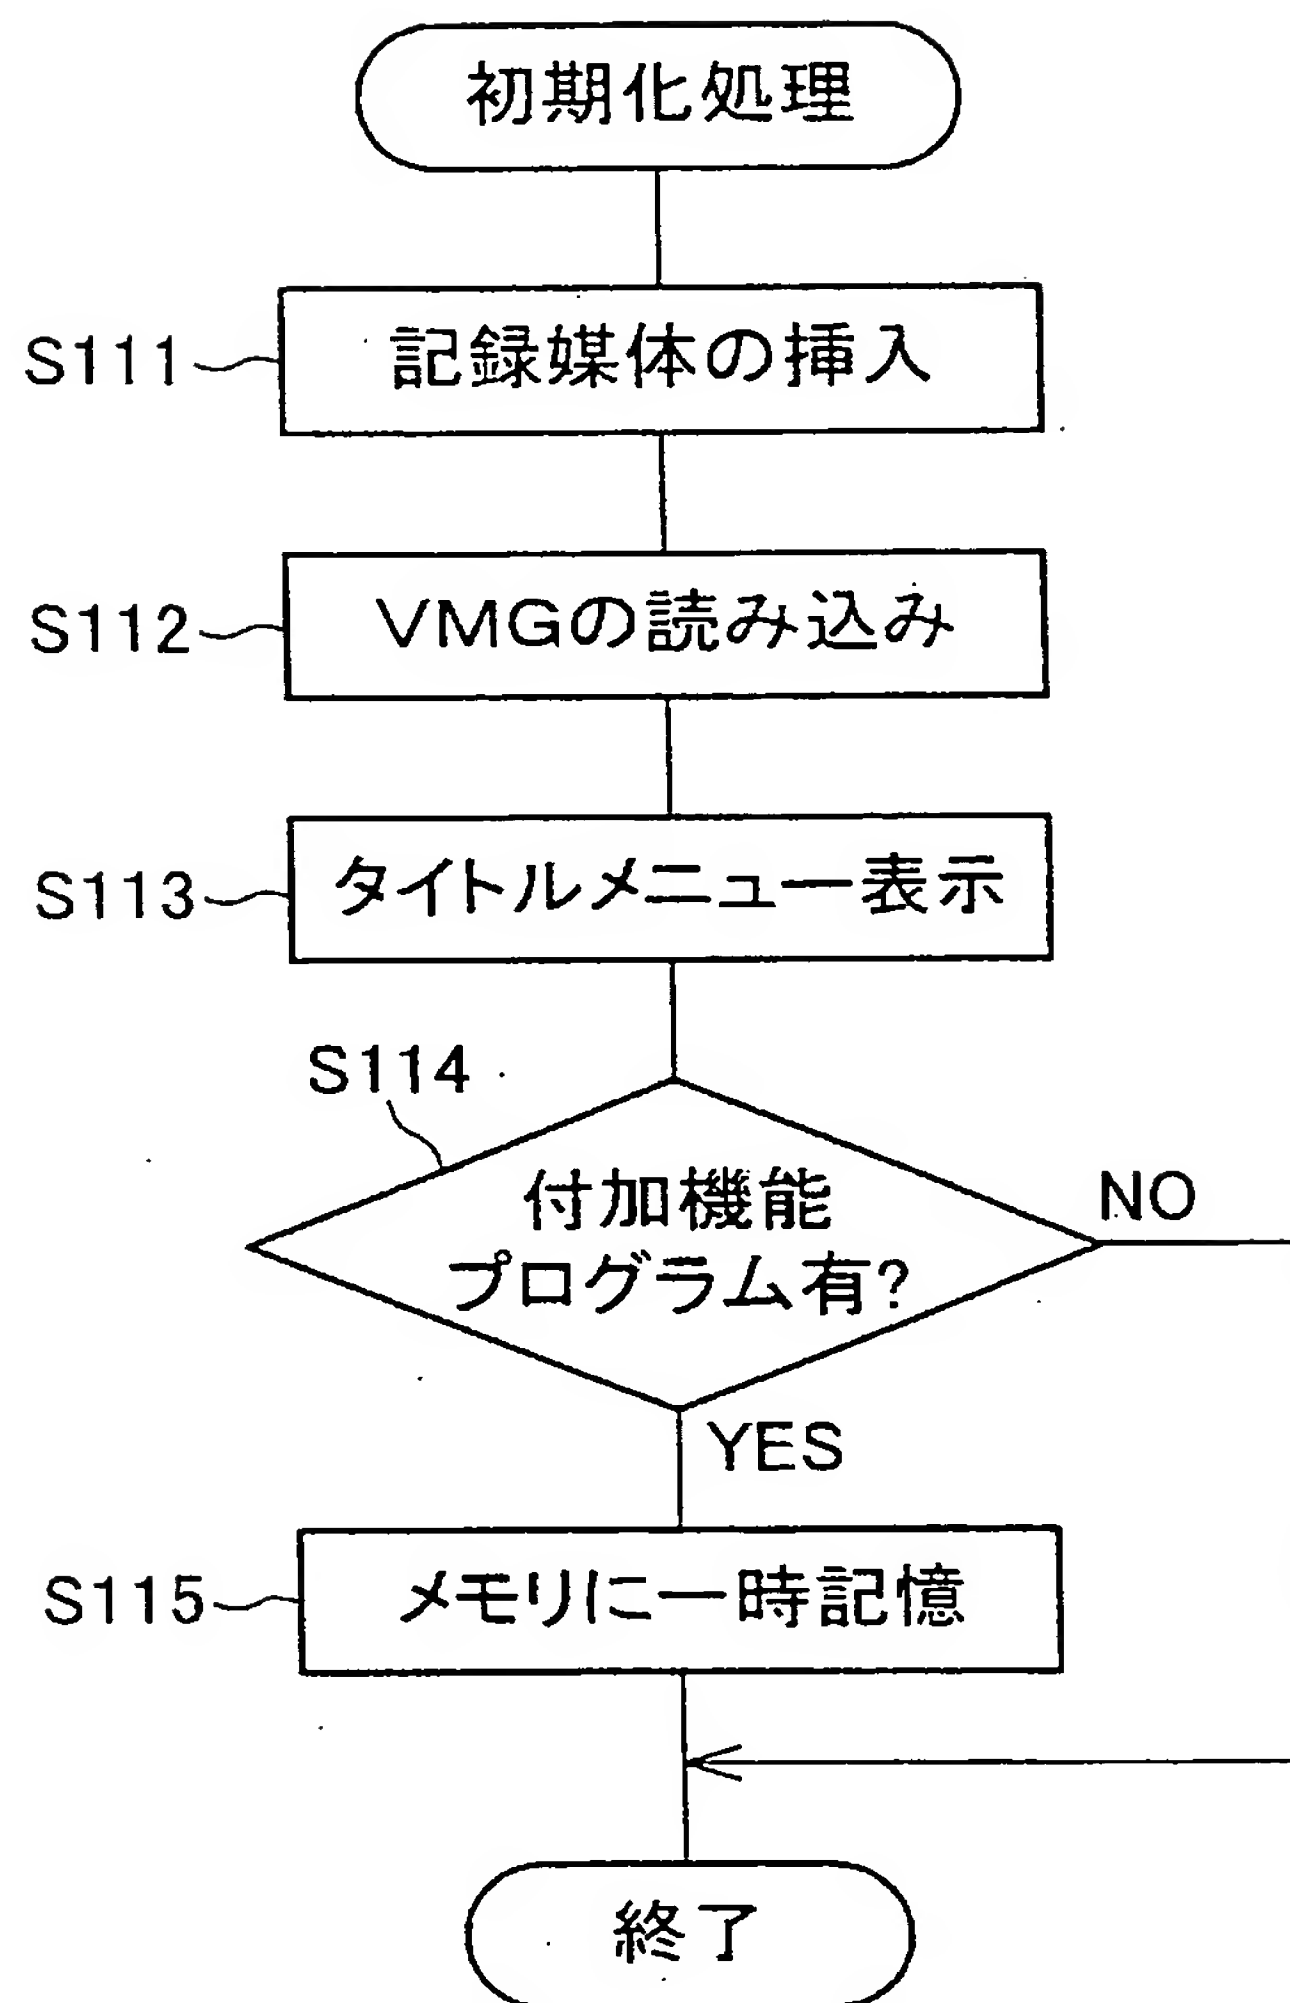 初期化処理
S111
記録媒体の挿入
S112
VMGの読み込み
S113
タイトルメニュー表示
S114
付加機能
プログラム有?
NO
YES
S115
メモリに一時記憶
終了